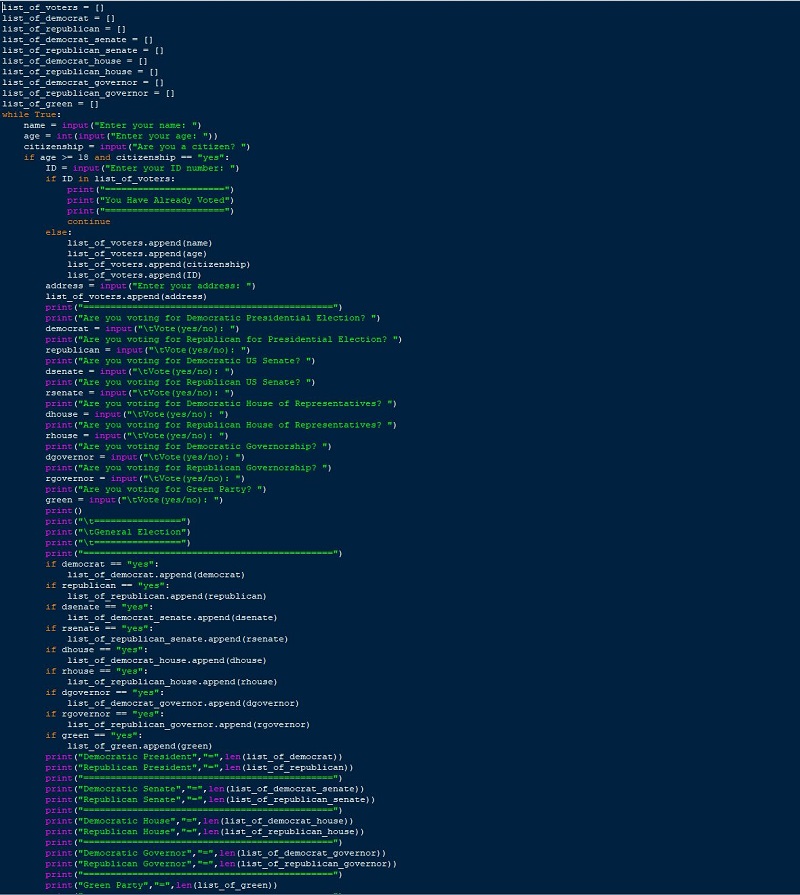 list_of_voters = []
list_of_democrat = []
list_of_republican = []
list_of_democrat_senate = []
list_of_republican_senate = []
list_of_democrat_house = []
list_of_republican_house = []
list_of_democrat_governor = []
list_of_republican_governor = []
list_of_green = []
while True:
    name = input("Enter your name: ")
    age = int(input("Enter your age: "))
    citizenship = input("Are you a citizen? ")
    if age >= 18 and citizenship == "yes":
        ID = input("Enter your ID number: ")
        if ID in list_of_voters:
            print("======================")
            print("You Have Already Voted")
            print("======================")
            continue
        else:
            list_of_voters.append(name)
            list_of_voters.append(age)
            list_of_voters.append(citizenship)
            list_of_voters.append(ID)
        address = input("Enter your address: ")
        list_of_voters.append(address)
        print("==============================================")
        print("Are you voting for Democratic Presidential Election? ")
        democrat = input("\tVote(yes/no): ")
        print("Are you voting for Republican for Presidential Election? ")
        republican = input("\tVote(yes/no): ")
        print("Are you voting for Democratic US Senate? ")
        dsenate = input("\tVote(yes/no): ")
        print("Are you voting for Republican US Senate? ")
        rsenate = input("\tVote(yes/no): ")
        print("Are you voting for Democratic House of Representatives? ")
        dhouse = input("\tVote(yes/no): ")
        print("Are you voting for Republican House of Representatives? ")
        rhouse = input("\tVote(yes/no): ")
        print("Are you voting for Democratic Governorship? ")
        dgovernor = input("\tVote(yes/no): ")
        print("Are you voting for Republican Governorship? ")
        rgovernor = input("\tVote(yes/no): ")
        print("Are you voting for Green Party? ")
        green = input("\tVote(yes/no): ")
        print()
        print("\t================")
        print("\tGeneral Election")
        print("\t================")
        print("==============================================")
        if democrat == "yes":
            list_of_democrat.append(democrat)
        if republican == "yes":
            list_of_republican.append(republican)
        if dsenate == "yes":
            list_of_democrat_senate.append(dsenate)
        if rsenate == "yes":
            list_of_republican_senate.append(rsenate)
        if dhouse == "yes":
            list_of_democrat_house.append(dhouse)
        if rhouse == "yes":
            list_of_republican_house.append(rhouse)
        if dgovernor == "yes":
            list_of_democrat_governor.append(dgovernor)
        if rgovernor == "yes":
            list_of_republican_governor.append(rgovernor)
        if green == "yes":
            list_of_green.append(green)
        print("Democratic President","=",len(list_of_democrat))
        print("Republican President","=",len(list_of_republican))
        print("==============================================")
        print("Democratic Senate","=",len(list_of_democrat_senate))
        print("Republican Senate","=",len(list_of_republican_senate))
        print("==============================================")
        print("Democratic House","=",len(list_of_democrat_house))
        print("Republican House","=",len(list_of_republican_house))
        print("==============================================")
        print("Democratic Governor","=",len(list_of_democrat_governor))
        print("Republican Governor","=",len(list_of_republican_governor))
        print("==============================================")
        print("Green Party","=",len(list_of_green))